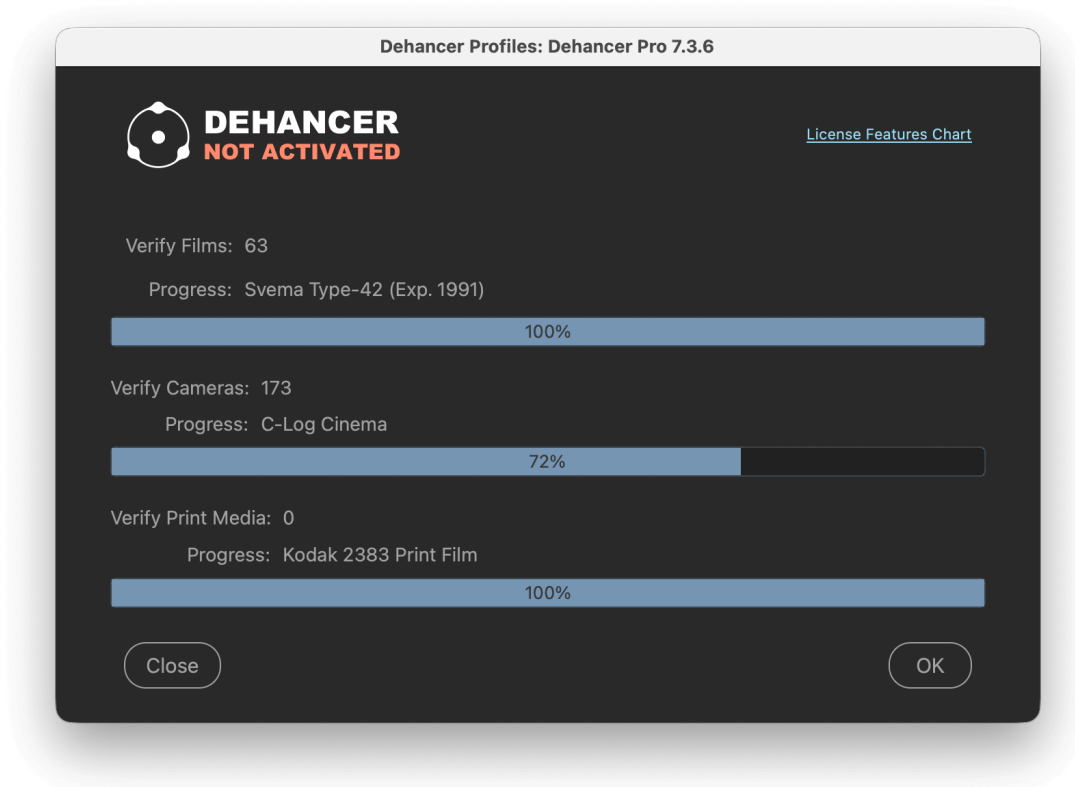 Dehancer Profiles: Dehancer Pro 7.3.6
DEHANCER
NOT ACTIVATED
License Features Chart
Verify Films: 63
Progress: Svema Type-42 (Exp. 1991)
100%
Verify Cameras: 173
Progress: C-Log Cinema
72%
Verify Print Media: 0
Progress: Kodak 2383 Print Film
100%
Close
OK